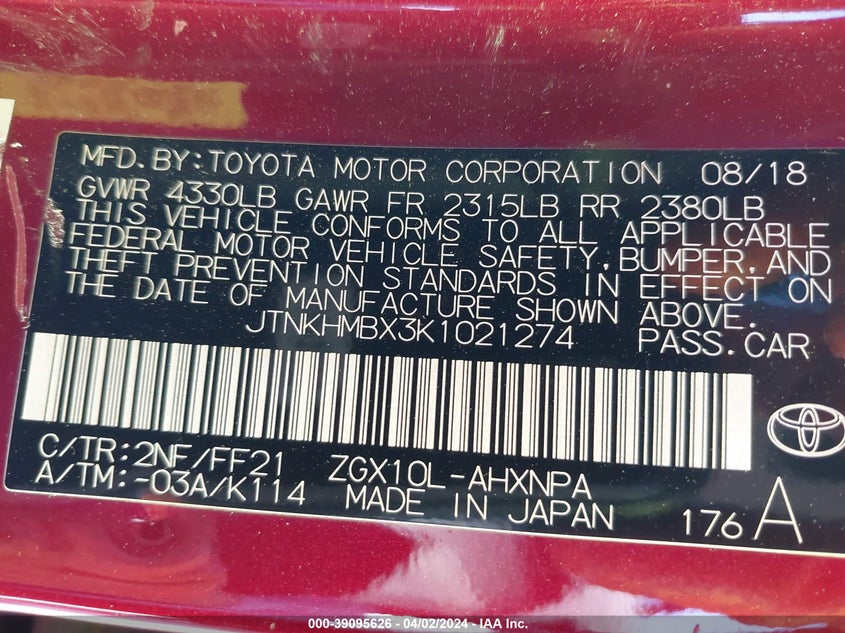 MFD.BY:TOYOTA MOTOR CORPORATION 08/18
GVWR 4330LB GAWR FR 2315LB RR 2380LB
THIS VEHICLE CONFORMS TO ALL APPLICABLE
FEDERAL MOTOR VEHICLE SAFETY,BUMPER,AND
THEFT PREVENTION STANDARDS IN EFFECT ON
THE DATE OF MANUFACTURE SHOWN ABOVE.
JTNKHMBX3K1021274 PASS.CAR
C/TR:2NF/FF21 ZGX10L-AHXNPA
A/TM:-03A/K114 MADE IN JAPAN 176 A
000-39095626 - 04/02/2024 - IAA Inc.